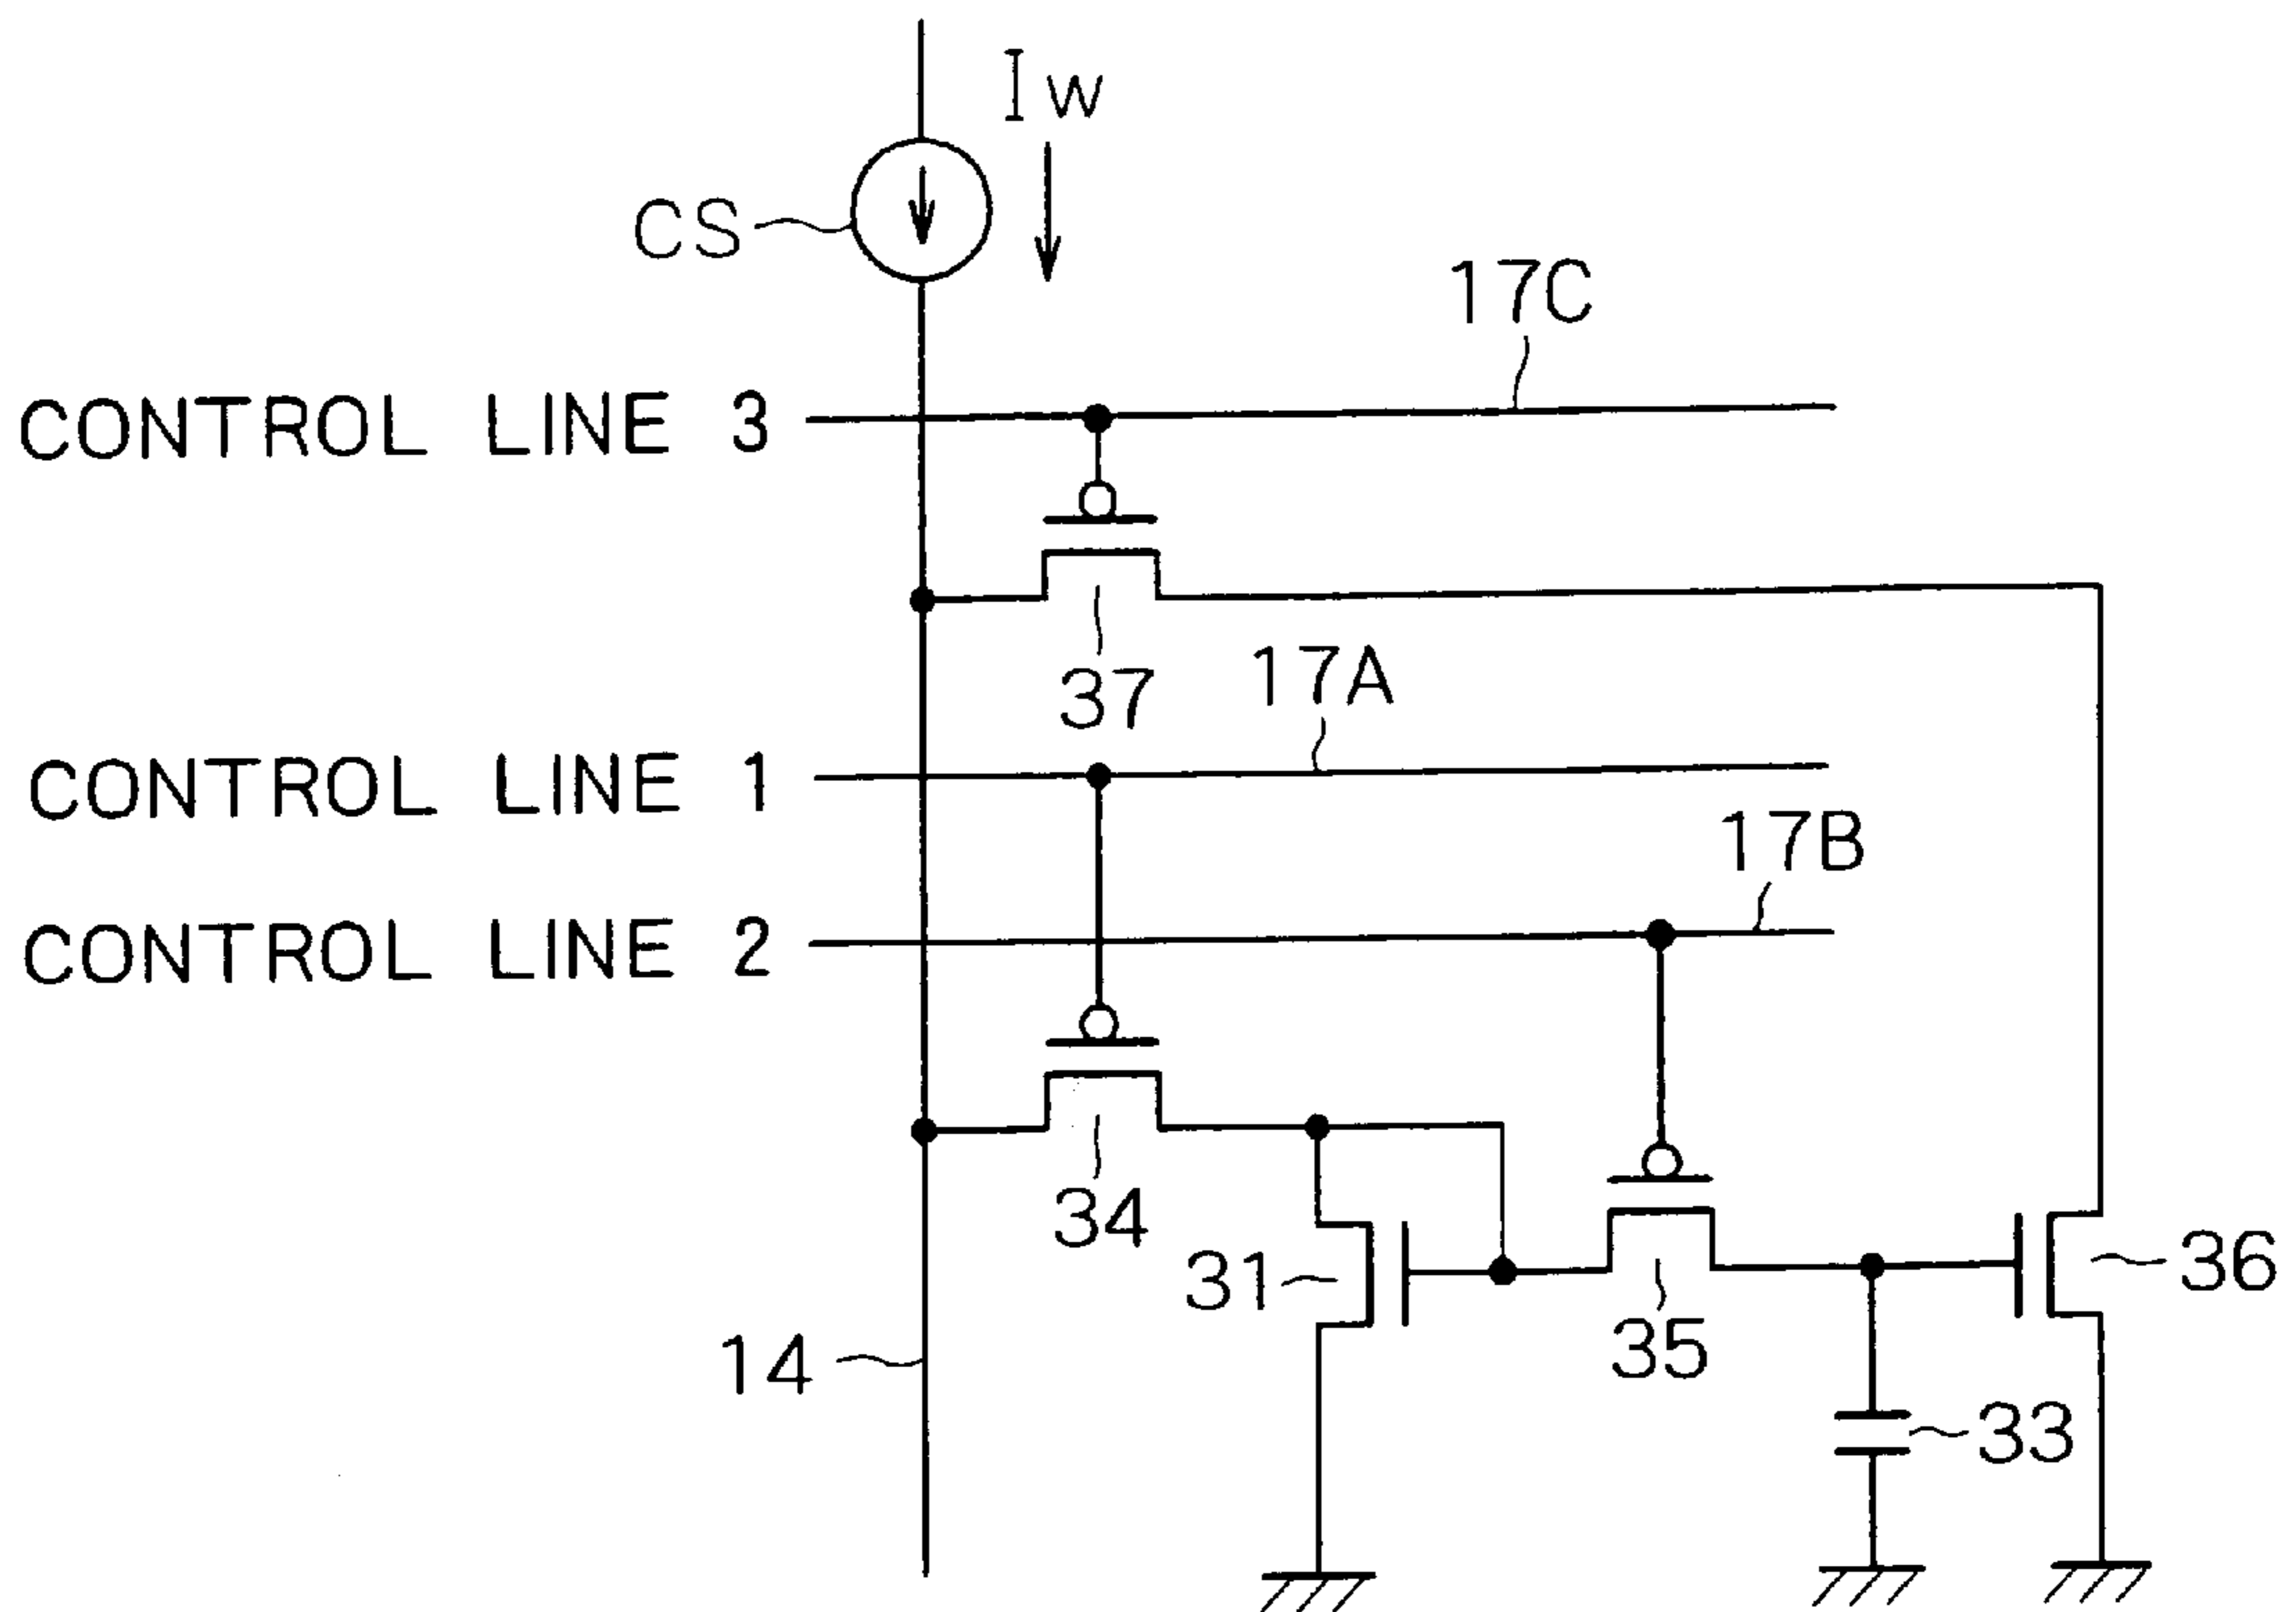 Iw
CS
17C
CONTROL LINE 3
37
17A
CONTROL LINE 1
17B
CONTROL LINE 2
34
31
36
35
14
33